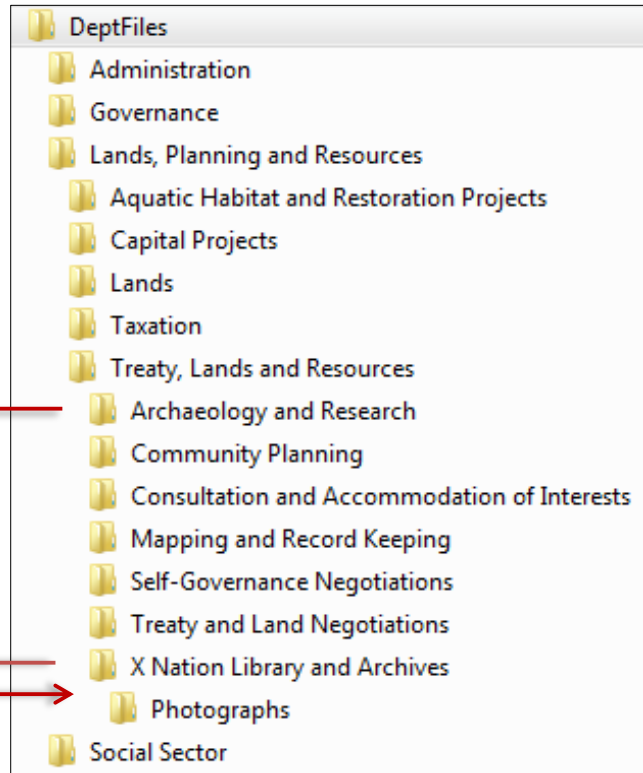 DeptFiles
Administration
Governance
Lands, Planning and Resources
Aquatic Habitat and Restoration Projects
Capital Projects
Lands
Taxation
Treaty, Lands and Resources
Archaeology and Research
Community Planning
Consultation and Accommodation of Interests
Mapping and Record Keeping
Self-Governance Negotiations
Treaty and Land Negotiations
X Nation Library and Archives
Photographs
Social Sector